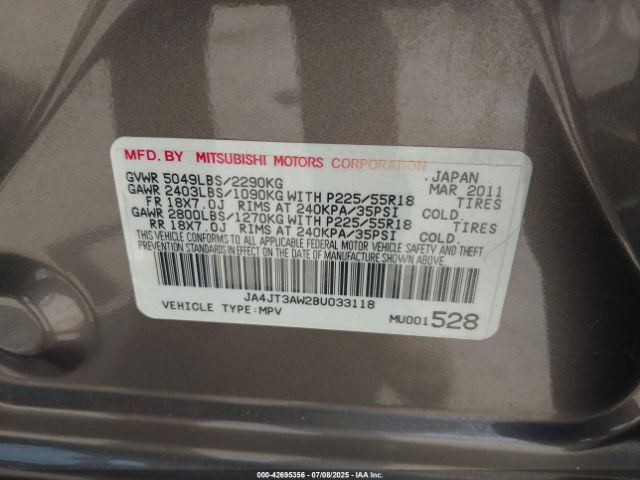 MFD. BY MITSUBISHI MOTORS CORPORATION, JAPAN
GVWR 5049LBS/2290KG MAR 2011
GAWR 2403LBS/1090KG WITH P225/55R18 TIRES
FR 18X7.0J RIMS AT 240KPA/35PSI COLD.
GAWR 2800LBS/1270KG WITH P225/55R18 TIRES
RR 18X7.0J RIMS AT 240KPA/35PSI COLD.
THIS VEHICLE CONFORMS TO ALL APPLICABLE FEDERAL MOTOR VEHICLE SAFETY AND THEFT
PREVENTION STANDARDS IN EFFECT ON THE DATE OF MANUFACTURE SHOWN ABOVE.
JA4JT3AW2BU033118
VEHICLE TYPE:MPV MU001528
000-42695356 - 07/08/2025 - IAA Inc.